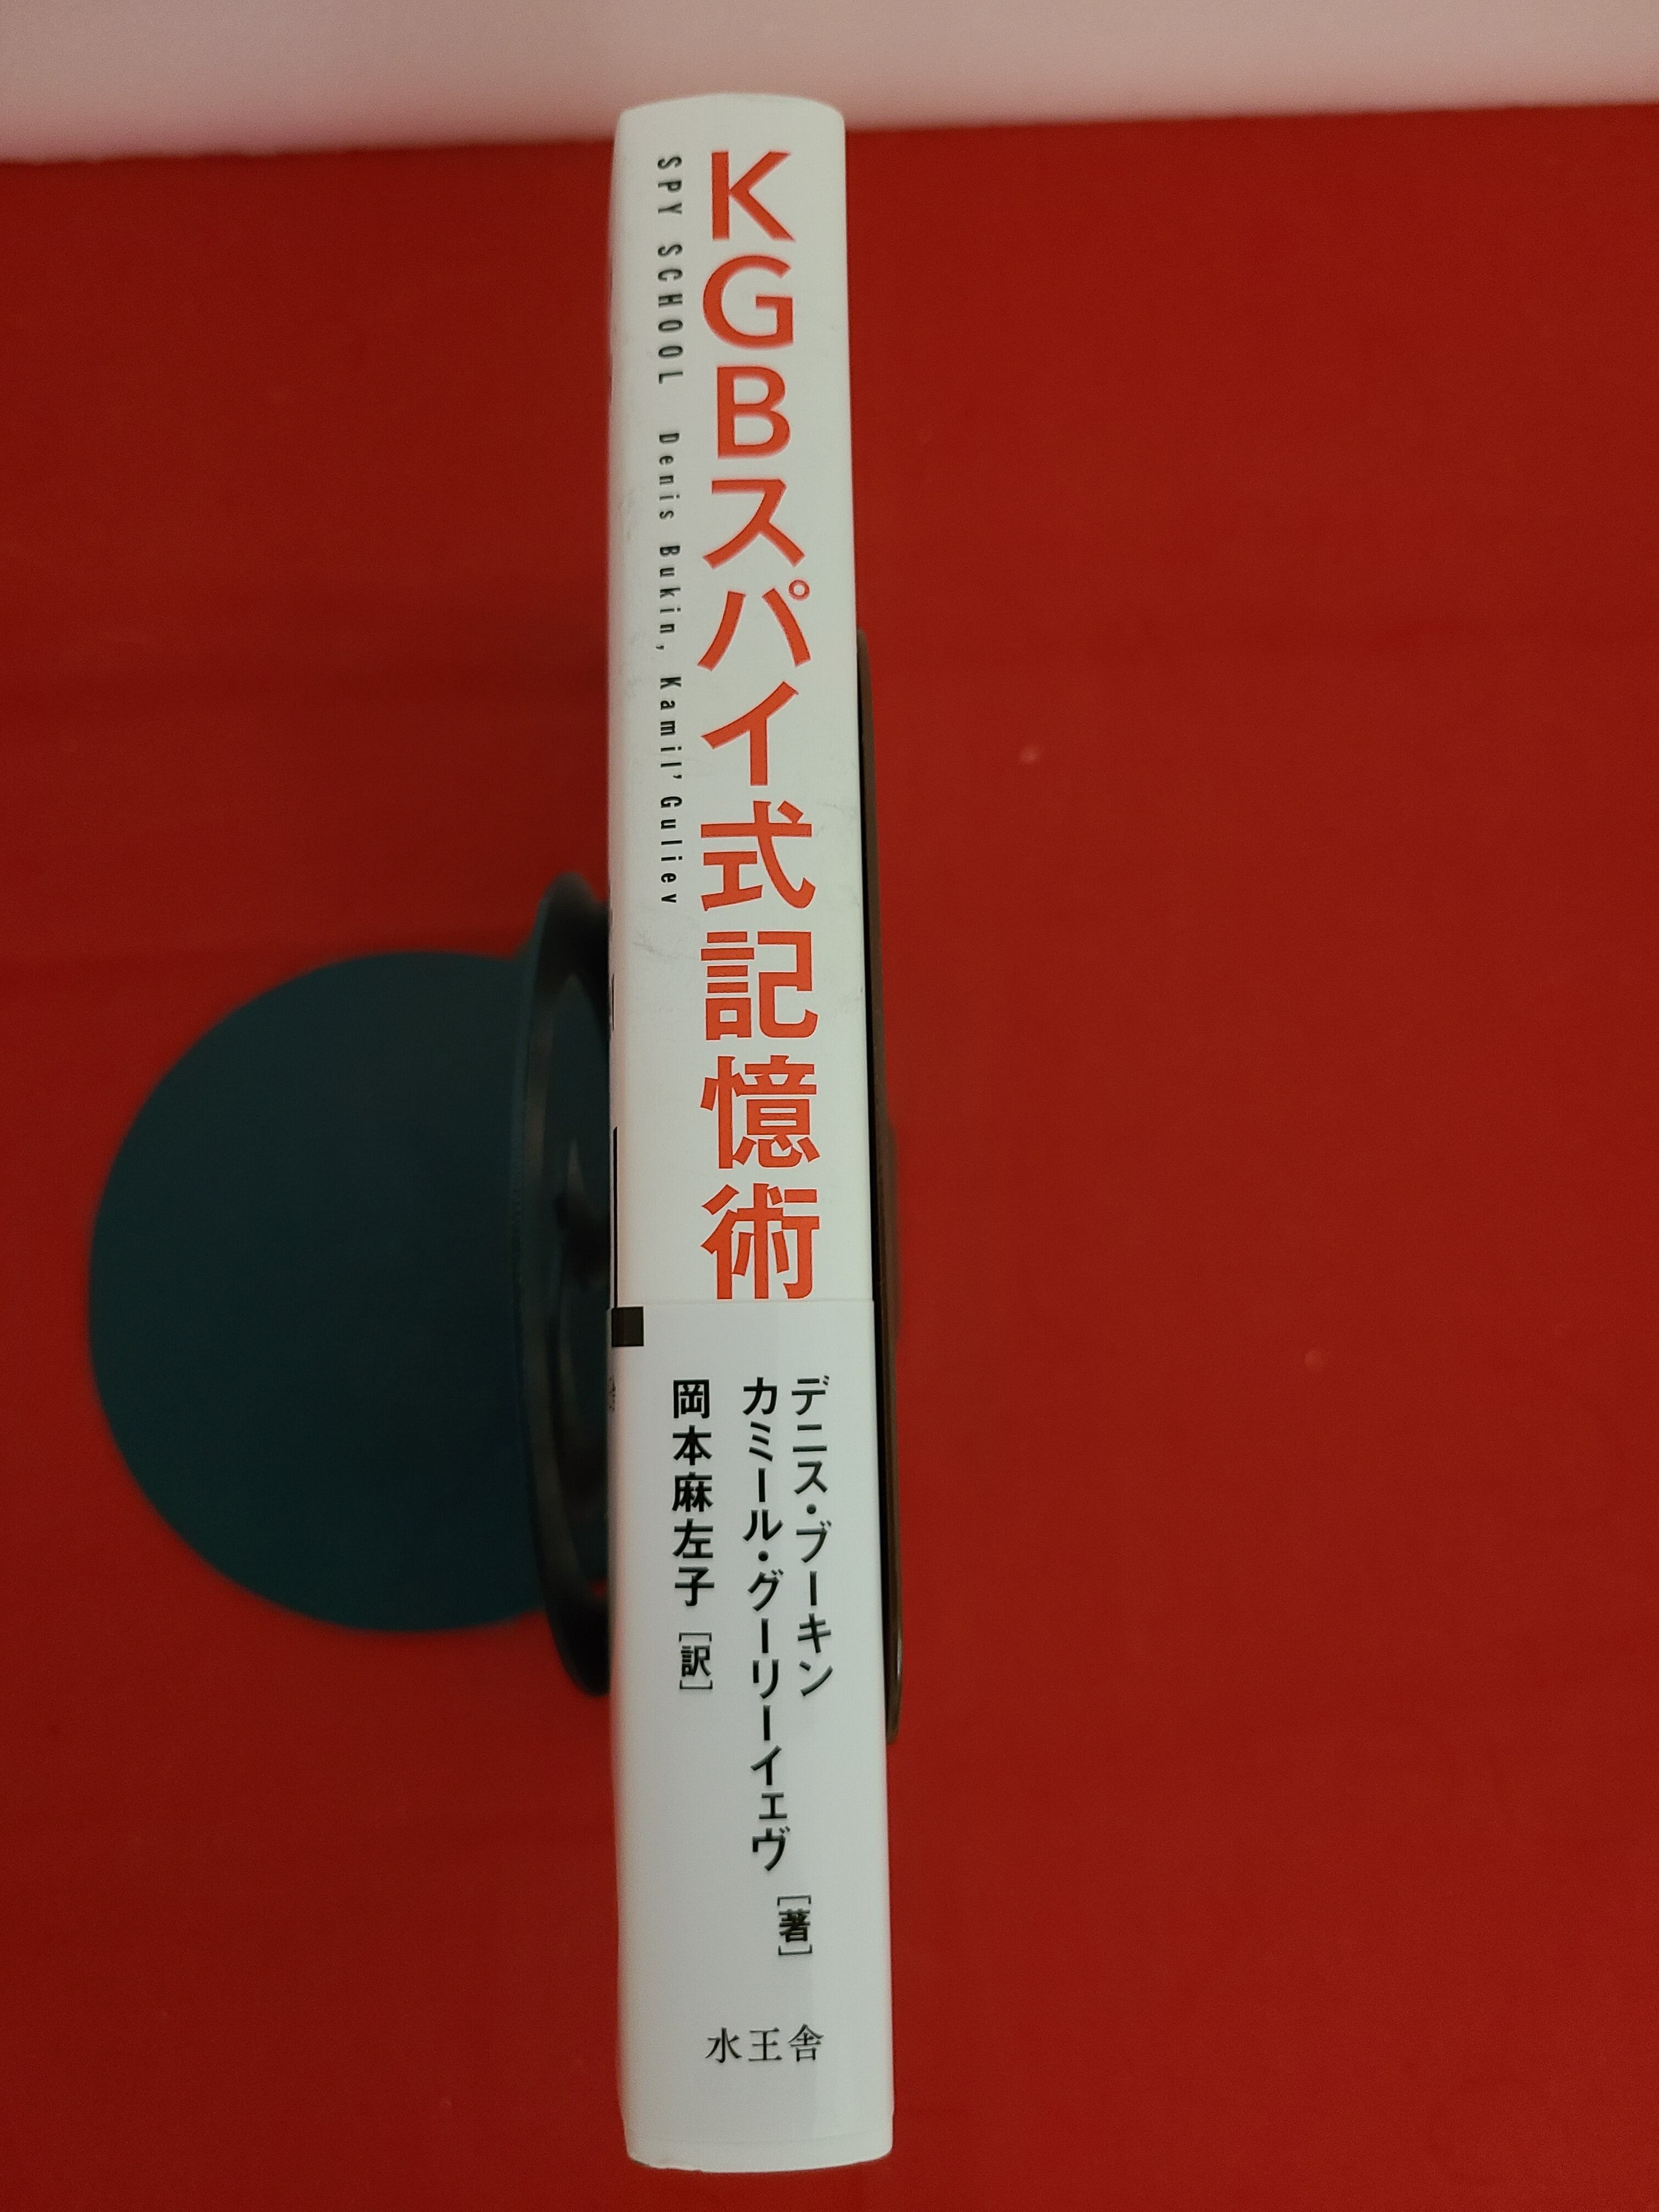 KGBスパイ式記憶術
SPY SCHOOL Denis Bukin, Kamil' Guliev
デニス・ブーキン
カミール・グーリーイェヴ [著]
岡本麻左子 [訳]
水王舎